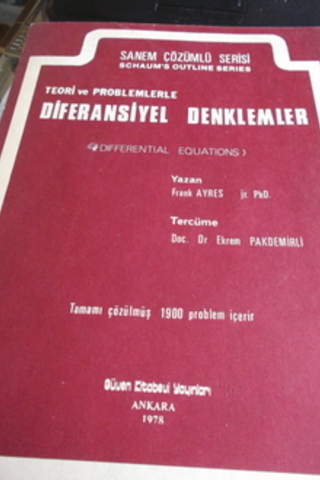 SANEM ÇÖZÜMLÜ SERİSİ
SCHAUM'S OUTLINE SERIES
TEORİ ve PROBLEMLERLE
DİFERANSİYEL DENKLEMLER
(DIFFERENTIAL EQUATIONS)
Yazan
Frank AYRES jr. PhD.
Tercüme
Doç. Dr Ekrem PAKDEMİRLİ
Tamamı çözülmüş 1900 problem içerir
Güven Kitabevi Yayınları
ANKARA
1978